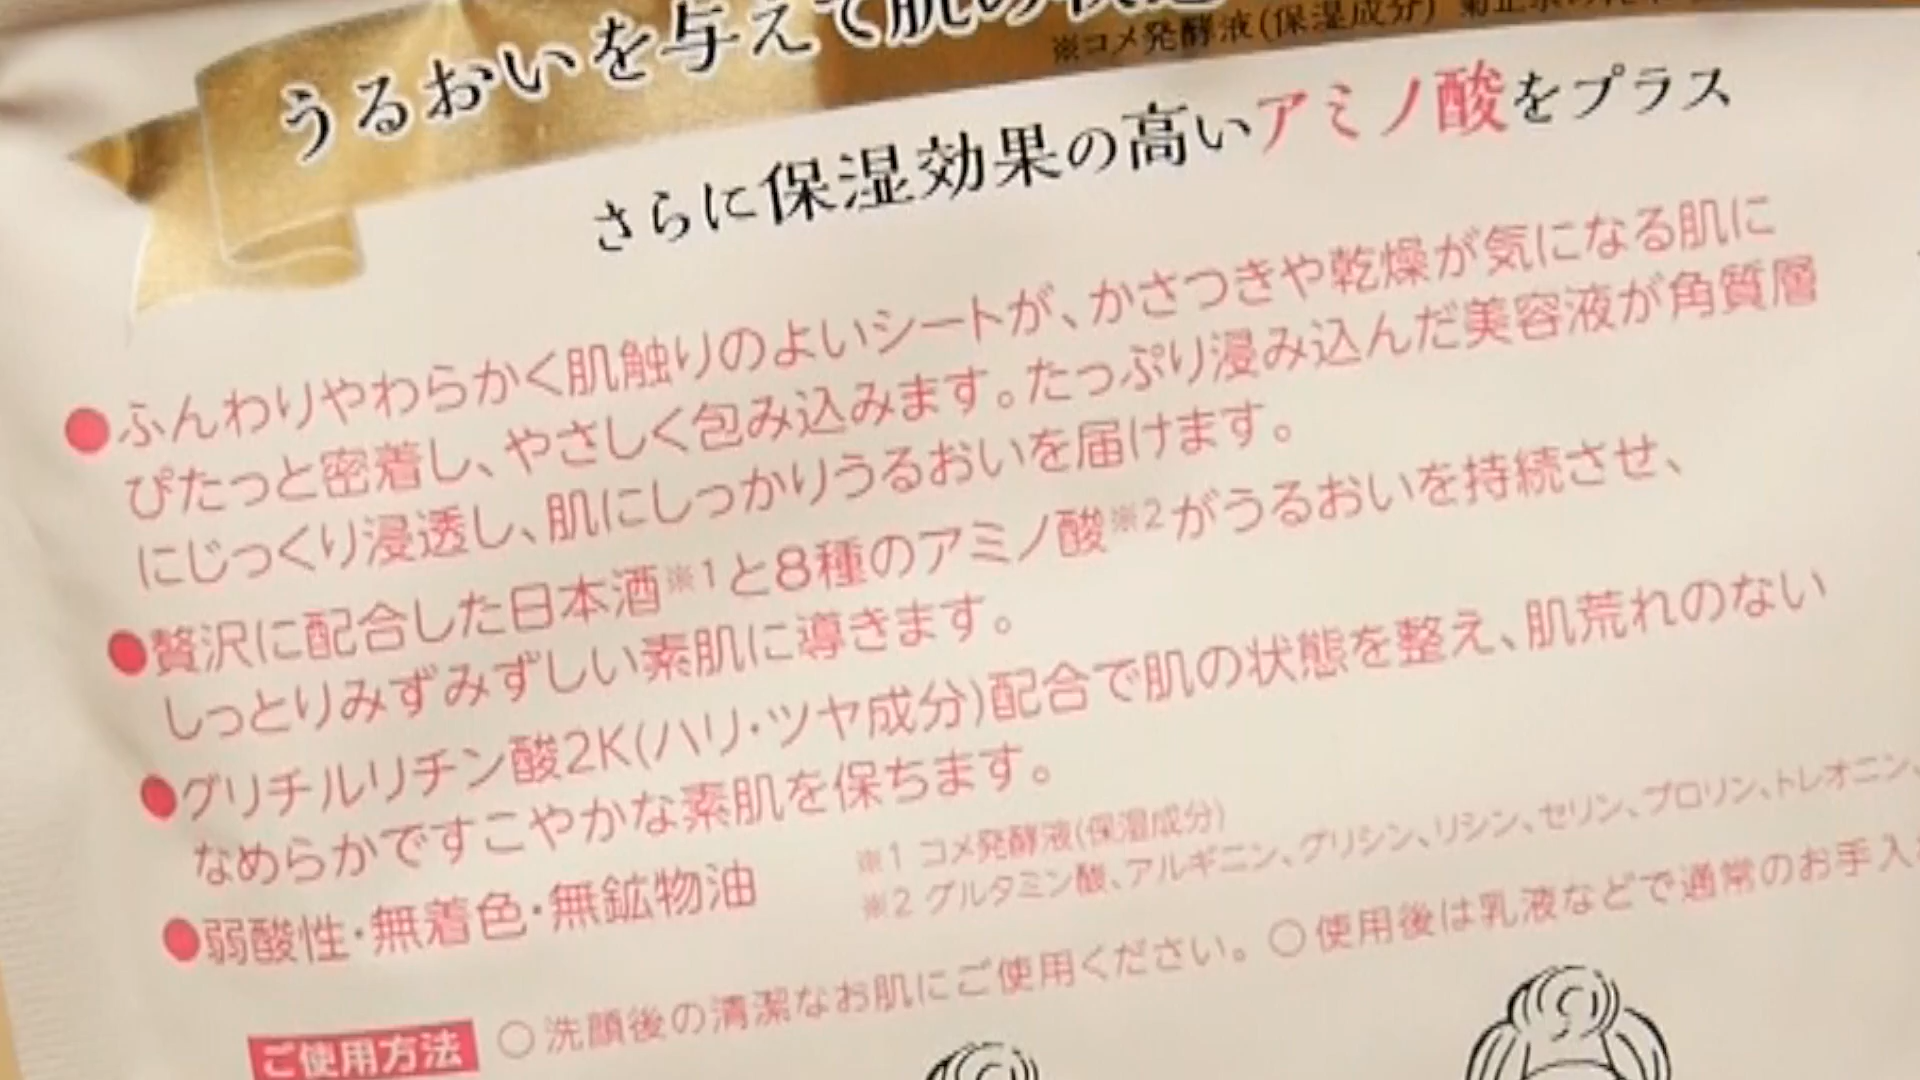 うるおいを与えて肌の状
※コメ発酵液(保湿成分) 菊正宗
さらに保湿効果の高いアミノ酸をプラス
●ふんわりやわらかく肌触りのよいシートが、かさつきや乾燥が気になる肌に
ぴたっと密着し、やさしく包み込みます。たっぷり浸み込んだ美容液が角質層
にじっくり浸透し、肌にしっかりうるおいを届けます。
●贅沢に配合した日本酒※1と8種のアミノ酸※2がうるおいを持続させ、
しっとりみずみずしい素肌に導きます。
●グリチルリチン酸2K(ハリ・ツヤ成分)配合で肌の状態を整え、肌荒れのない
なめらかですこやかな素肌を保ちます。
●弱酸性・無着色・無鉱物油
※1 コメ発酵液(保湿成分)
※2 グルタミン酸、アルギニン、グリシン、リシン、セリン、プロリン、トレオニン、
ご使用方法 ○洗顔後の清潔なお肌にご使用ください。○使用後は乳液などで通常のお手入